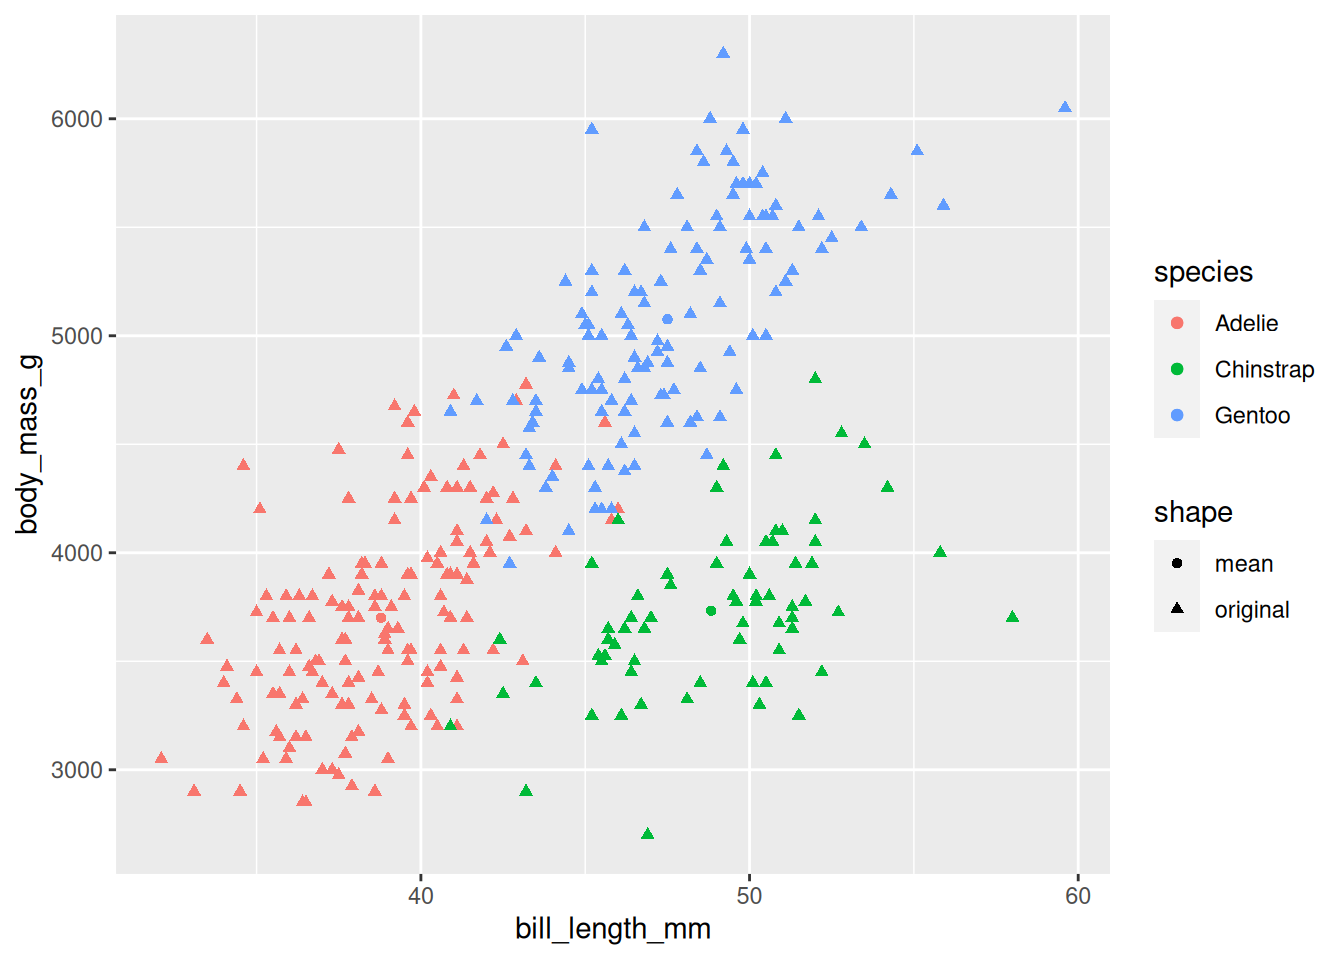 6000
5000
4000
3000
body_mass_g
40 50 60
bill_length_mm
species
Adelie
Chinstrap
Gentoo
shape
mean
original